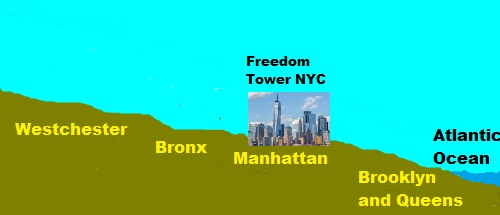 Freedom
Tower NYC
Westchester
Bronx
Manhattan
Atlantic
Ocean
Brooklyn
and Queens